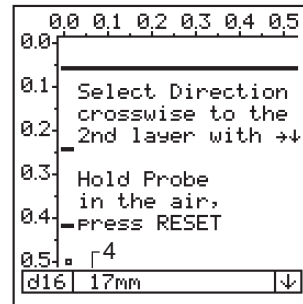 0.0 0.1 0.2 0.3 0.4 0.5
0.0
0.1
Select Direction
crosswise to the
0.2
2nd layer with →↓
0.3
Hold Probe
in the air,
0.4
press RESET
0.5
4
d16 17mm ↓